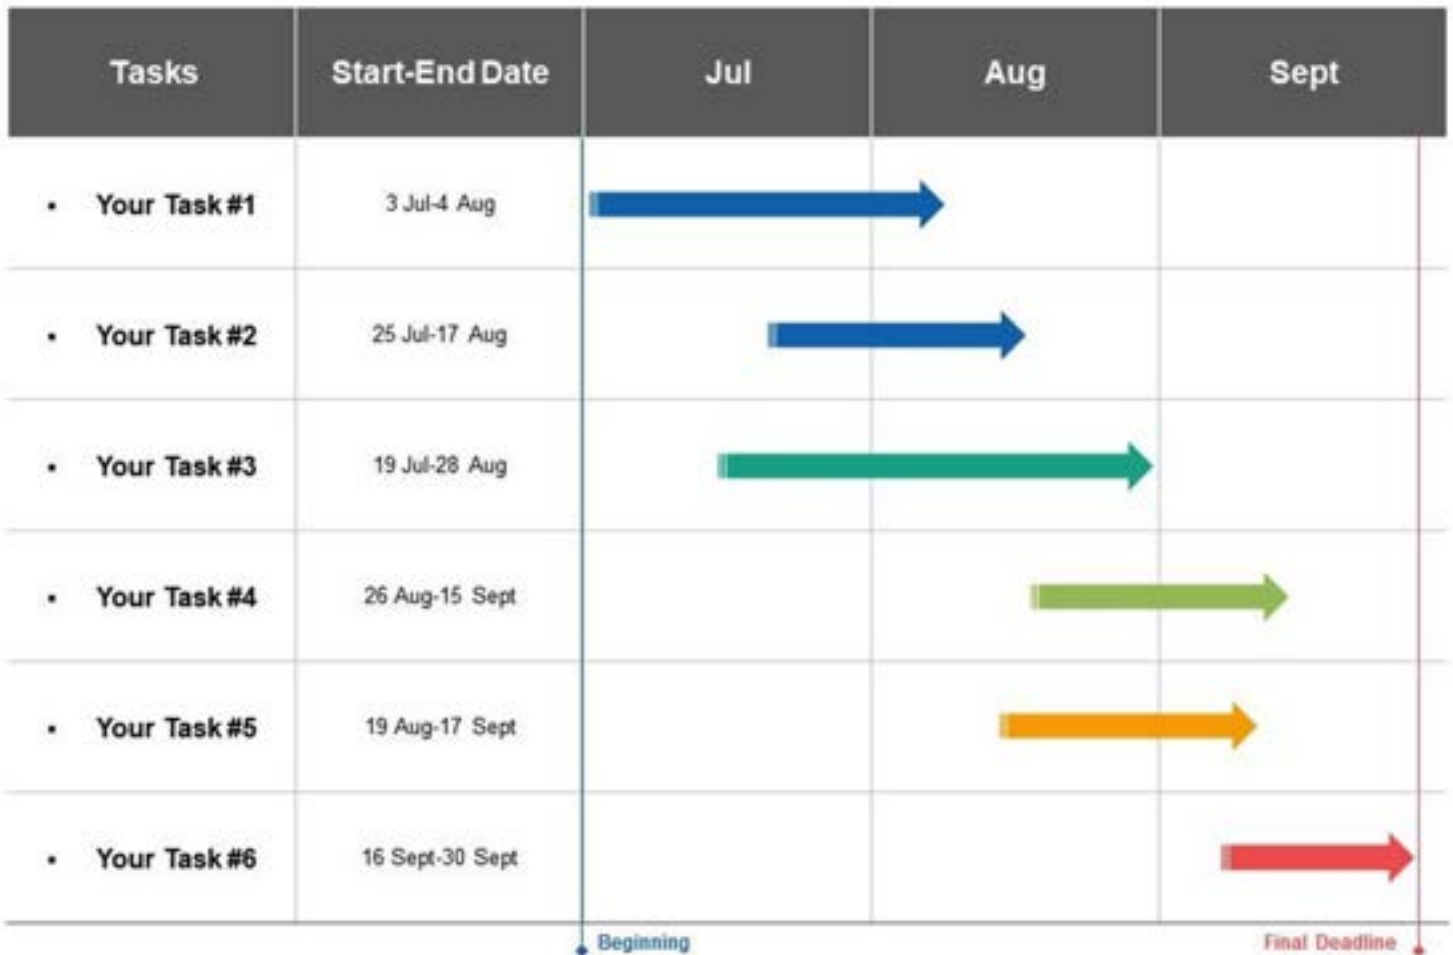 Tasks Start-End Date Jul Aug Sept
• Your Task #1 3 Jul-4 Aug
• Your Task #2 25 Jul-17 Aug
• Your Task #3 19 Jul-28 Aug
• Your Task #4 26 Aug-15 Sept
• Your Task #5 19 Aug-17 Sept
• Your Task #6 16 Sept-30 Sept
Beginning Final Deadline